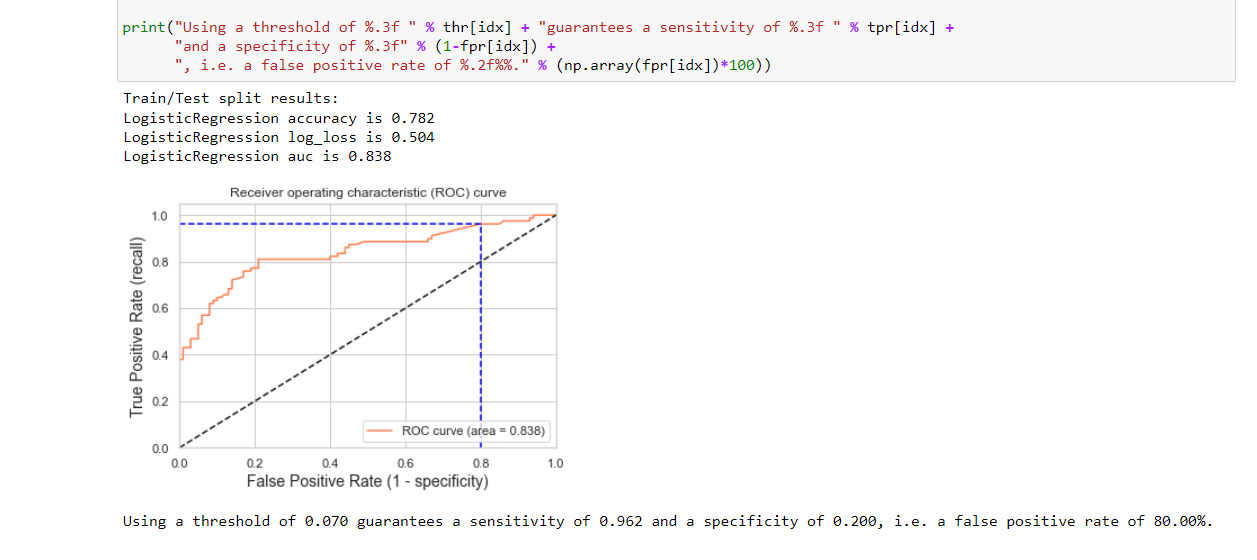 print("Using a threshold of %.3f " % thr[idx] + "guarantees a sensitivity of %.3f " % tpr[idx] +
"and a specificity of %.3f" % (1-fpr[idx]) +
", i.e. a false positive rate of %.2f%%." % (np.array(fpr[idx])*100))
Train/Test split results:
LogisticRegression accuracy is 0.782
LogisticRegression log_loss is 0.504
LogisticRegression auc is 0.838
Receiver operating characteristic (ROC) curve
True Positive Rate (recall)
1.0
0.8
0.6
0.4
0.2
0.0
ROC curve (area = 0.838)
0.0 0.2 0.4 0.6 0.8 1.0
False Positive Rate (1 - specificity)
Using a threshold of 0.070 guarantees a sensitivity of 0.962 and a specificity of 0.200, i.e. a false positive rate of 80.00%.